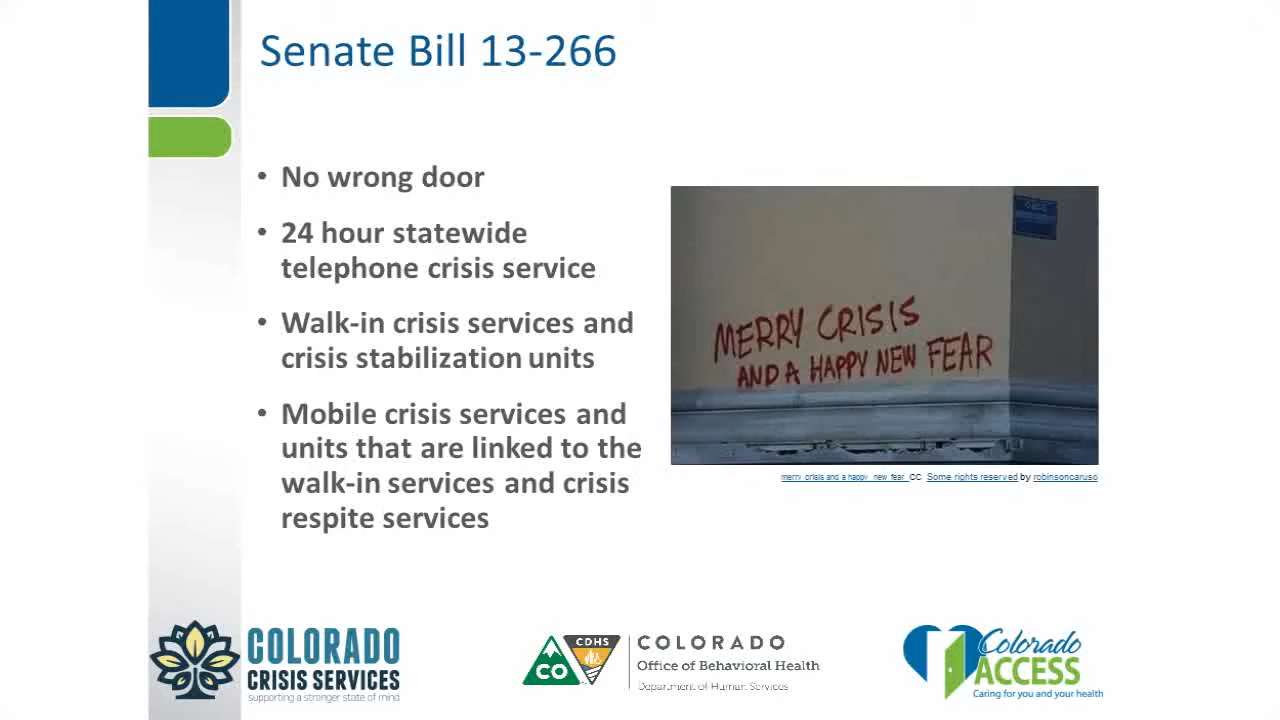 Senate Bill 13-266
• No wrong door
• 24 hour statewide
telephone crisis service
• Walk-in crisis services and
crisis stabilization units
• Mobile crisis services and
units that are linked to the
walk-in services and crisis
respite services
MERRY CRISIS
AND A HAPPY NEW FEAR
merry crisis and a happy new fear CC Some rights reserved by robinsoncaruso
COLORADO
CRISIS SERVICES
supporting a stronger state of mind
CDHS
CO
COLORADO
Office of Behavioral Health
Department of Human Services
Colorado
ACCESS
Caring for you and your health